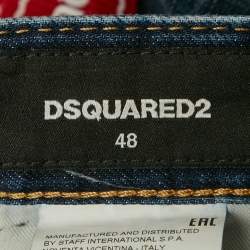 DSQUARED2
48
EAC
MANUFACTURED AND DISTRIBUTED
BY STAFF INTERNATIONAL S.P.A.
NOVENTA VICENTINA - ITALY